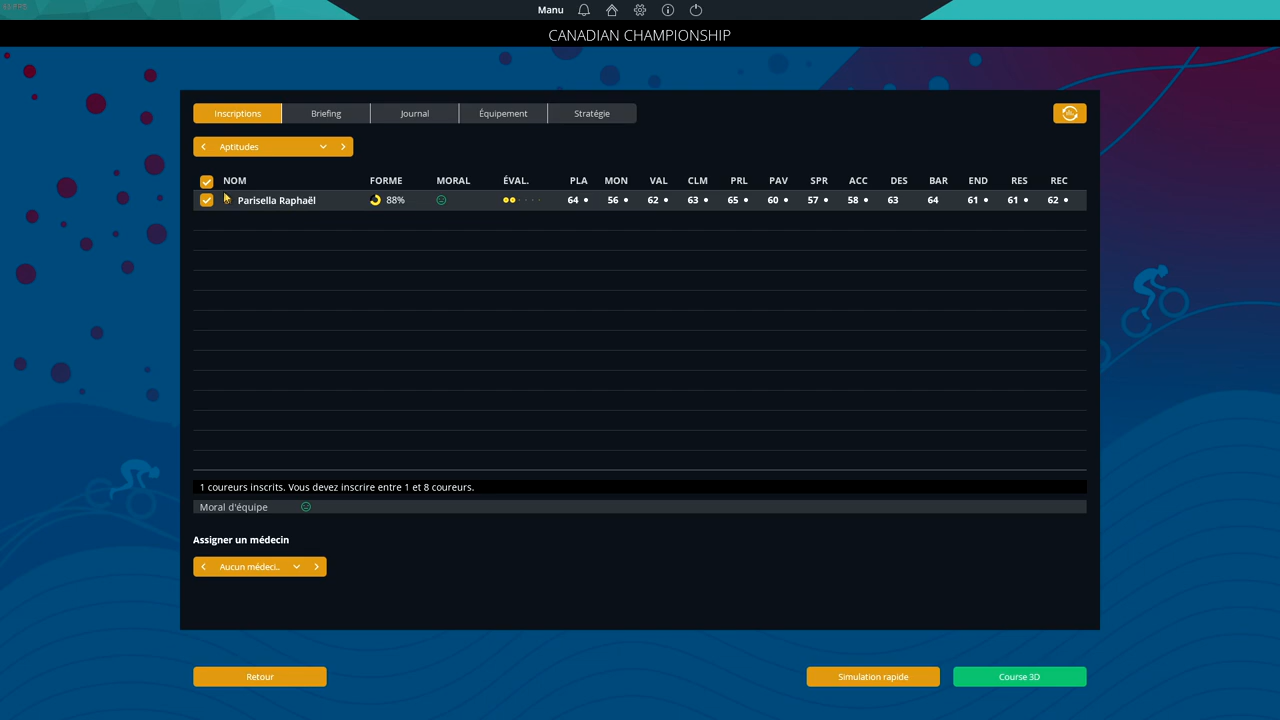 Manu
CANADIAN CHAMPIONSHIP
Inscriptions Briefing Journal Équipement Stratégie
Aptitudes
NOM FORME MORAL ÉVAL. PLA MON VAL CLM PRL PAV SPR ACC DES BAR END RES REC
Parisella Raphaël 88% 64 56 62 63 65 60 57 58 63 64 61 61 62
1 coureurs inscrits. Vous devez inscrire entre 1 et 8 coureurs.
Moral d'équipe
Assigner un médecin
Aucun médeci..
Retour Simulation rapide Course 3D